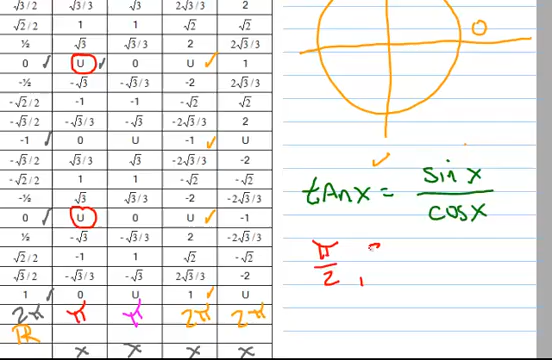 √3/2 √3 √3/3 2√3/3 2
√2/2 1 1 √2 √2
½ √3 √3/3 2 2√3/3
0 ✓ U ✓ 0 U ✓ 1
-½ -√3 -√3/3 -2 2√3/3
-√2/2 -1 -1 -√2 √2
-√3/2 -√3/3 -√3 -2√3/3 2
-1 ✓ 0 U -1 ✓ U
-√3/2 √3/3 √3 -2√3/3 -2
-√2/2 1 1 -√2 -√2
-½ √3 √3/3 -2 -2√3/3
0 ✓ U 0 U ✓ -1
½ -√3 -√3/3 2 -2√3/3
√2/2 -1 -1 √2 -√2
√3/2 -√3/3 -√3 2√3/3 -2
1 ✓ 0 U 1 ✓ U
2π π π 2π 2π
ℝ
x x x x
0
✓
tAnx = sinx / cosx
π/2 ,